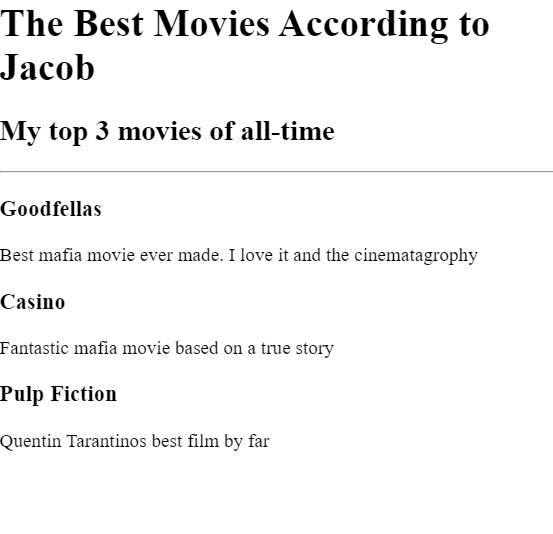 The Best Movies According to
Jacob
My top 3 movies of all-time
Goodfellas
Best mafia movie ever made. I love it and the cinematagrophy
Casino
Fantastic mafia movie based on a true story
Pulp Fiction
Quentin Tarantinos best film by far